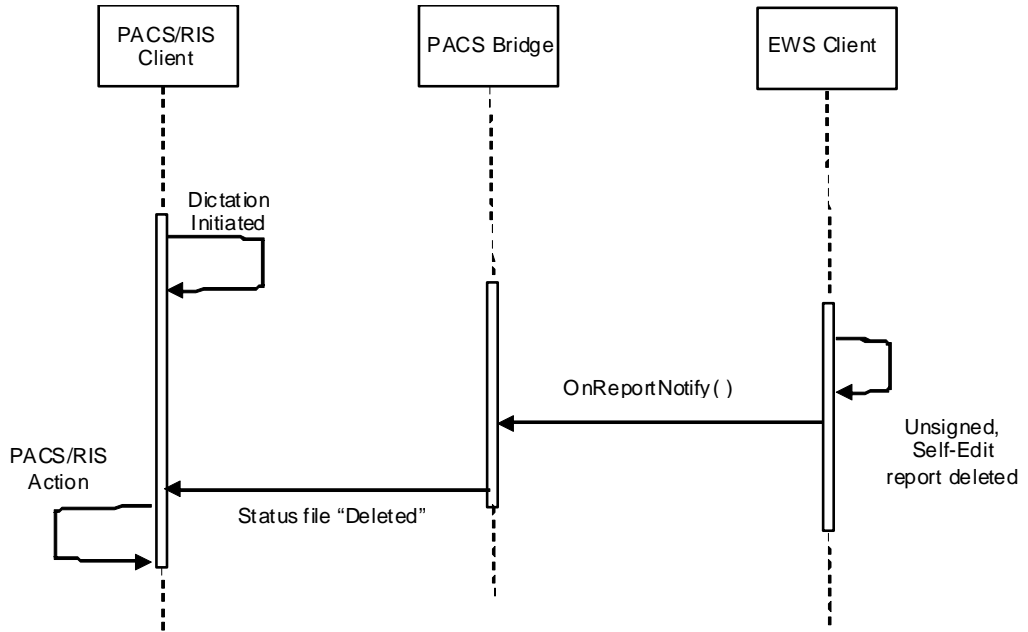 PACS/RIS
Client
PACS Bridge
EWS Client
Dictation
Initiated
OnReportNotify( )
Unsigned,
Self-Edit
report deleted
PACS/RIS
Action
Status file “Deleted”